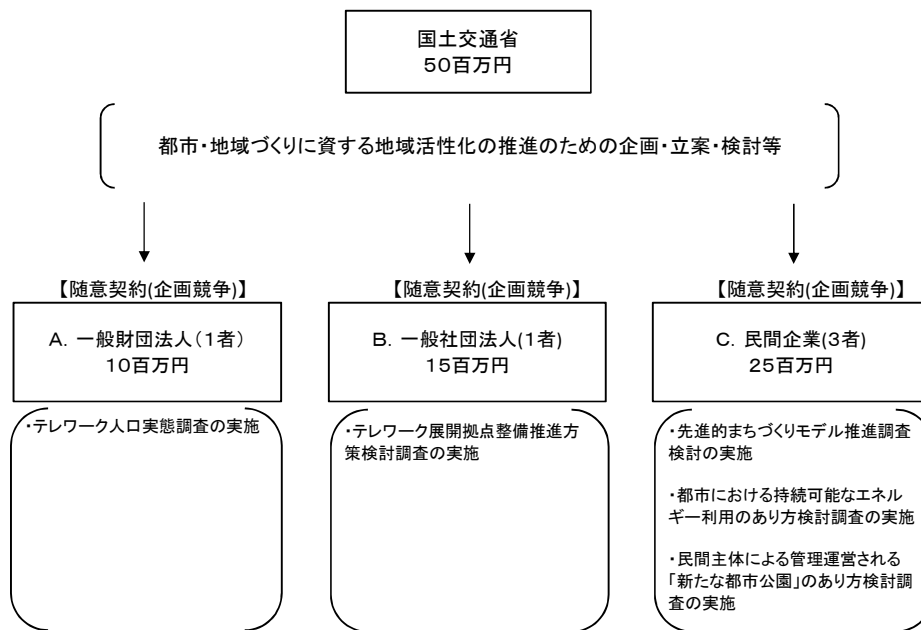 国土交通省
50百万円
都市・地域づくりに資する地域活性化の推進のための企画・立案・検討等
【随意契約(企画競争)】
【随意契約(企画競争)】
【随意契約(企画競争)】
A. 一般財団法人(1者)
10百万円
B. 一般社団法人(1者)
15百万円
C. 民間企業(3者)
25百万円
・テレワーク人口実態調査の実施
・テレワーク展開拠点整備推進方
策検討調査の実施
・先進的まちづくりモデル推進調査
検討の実施
・都市における持続可能なエネル
ギー利用のあり方検討調査の実施
・民間主体による管理運営される
「新たな都市公園」のあり方検討調
査の実施